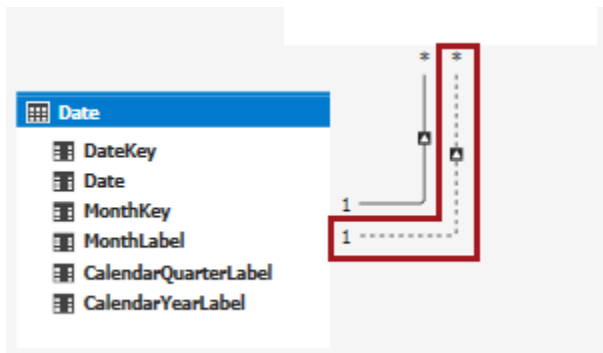 * *
Date
DateKey
Date
MonthKey
1
MonthLabel
1
CalendarQuarterLabel
CalendarYearLabel